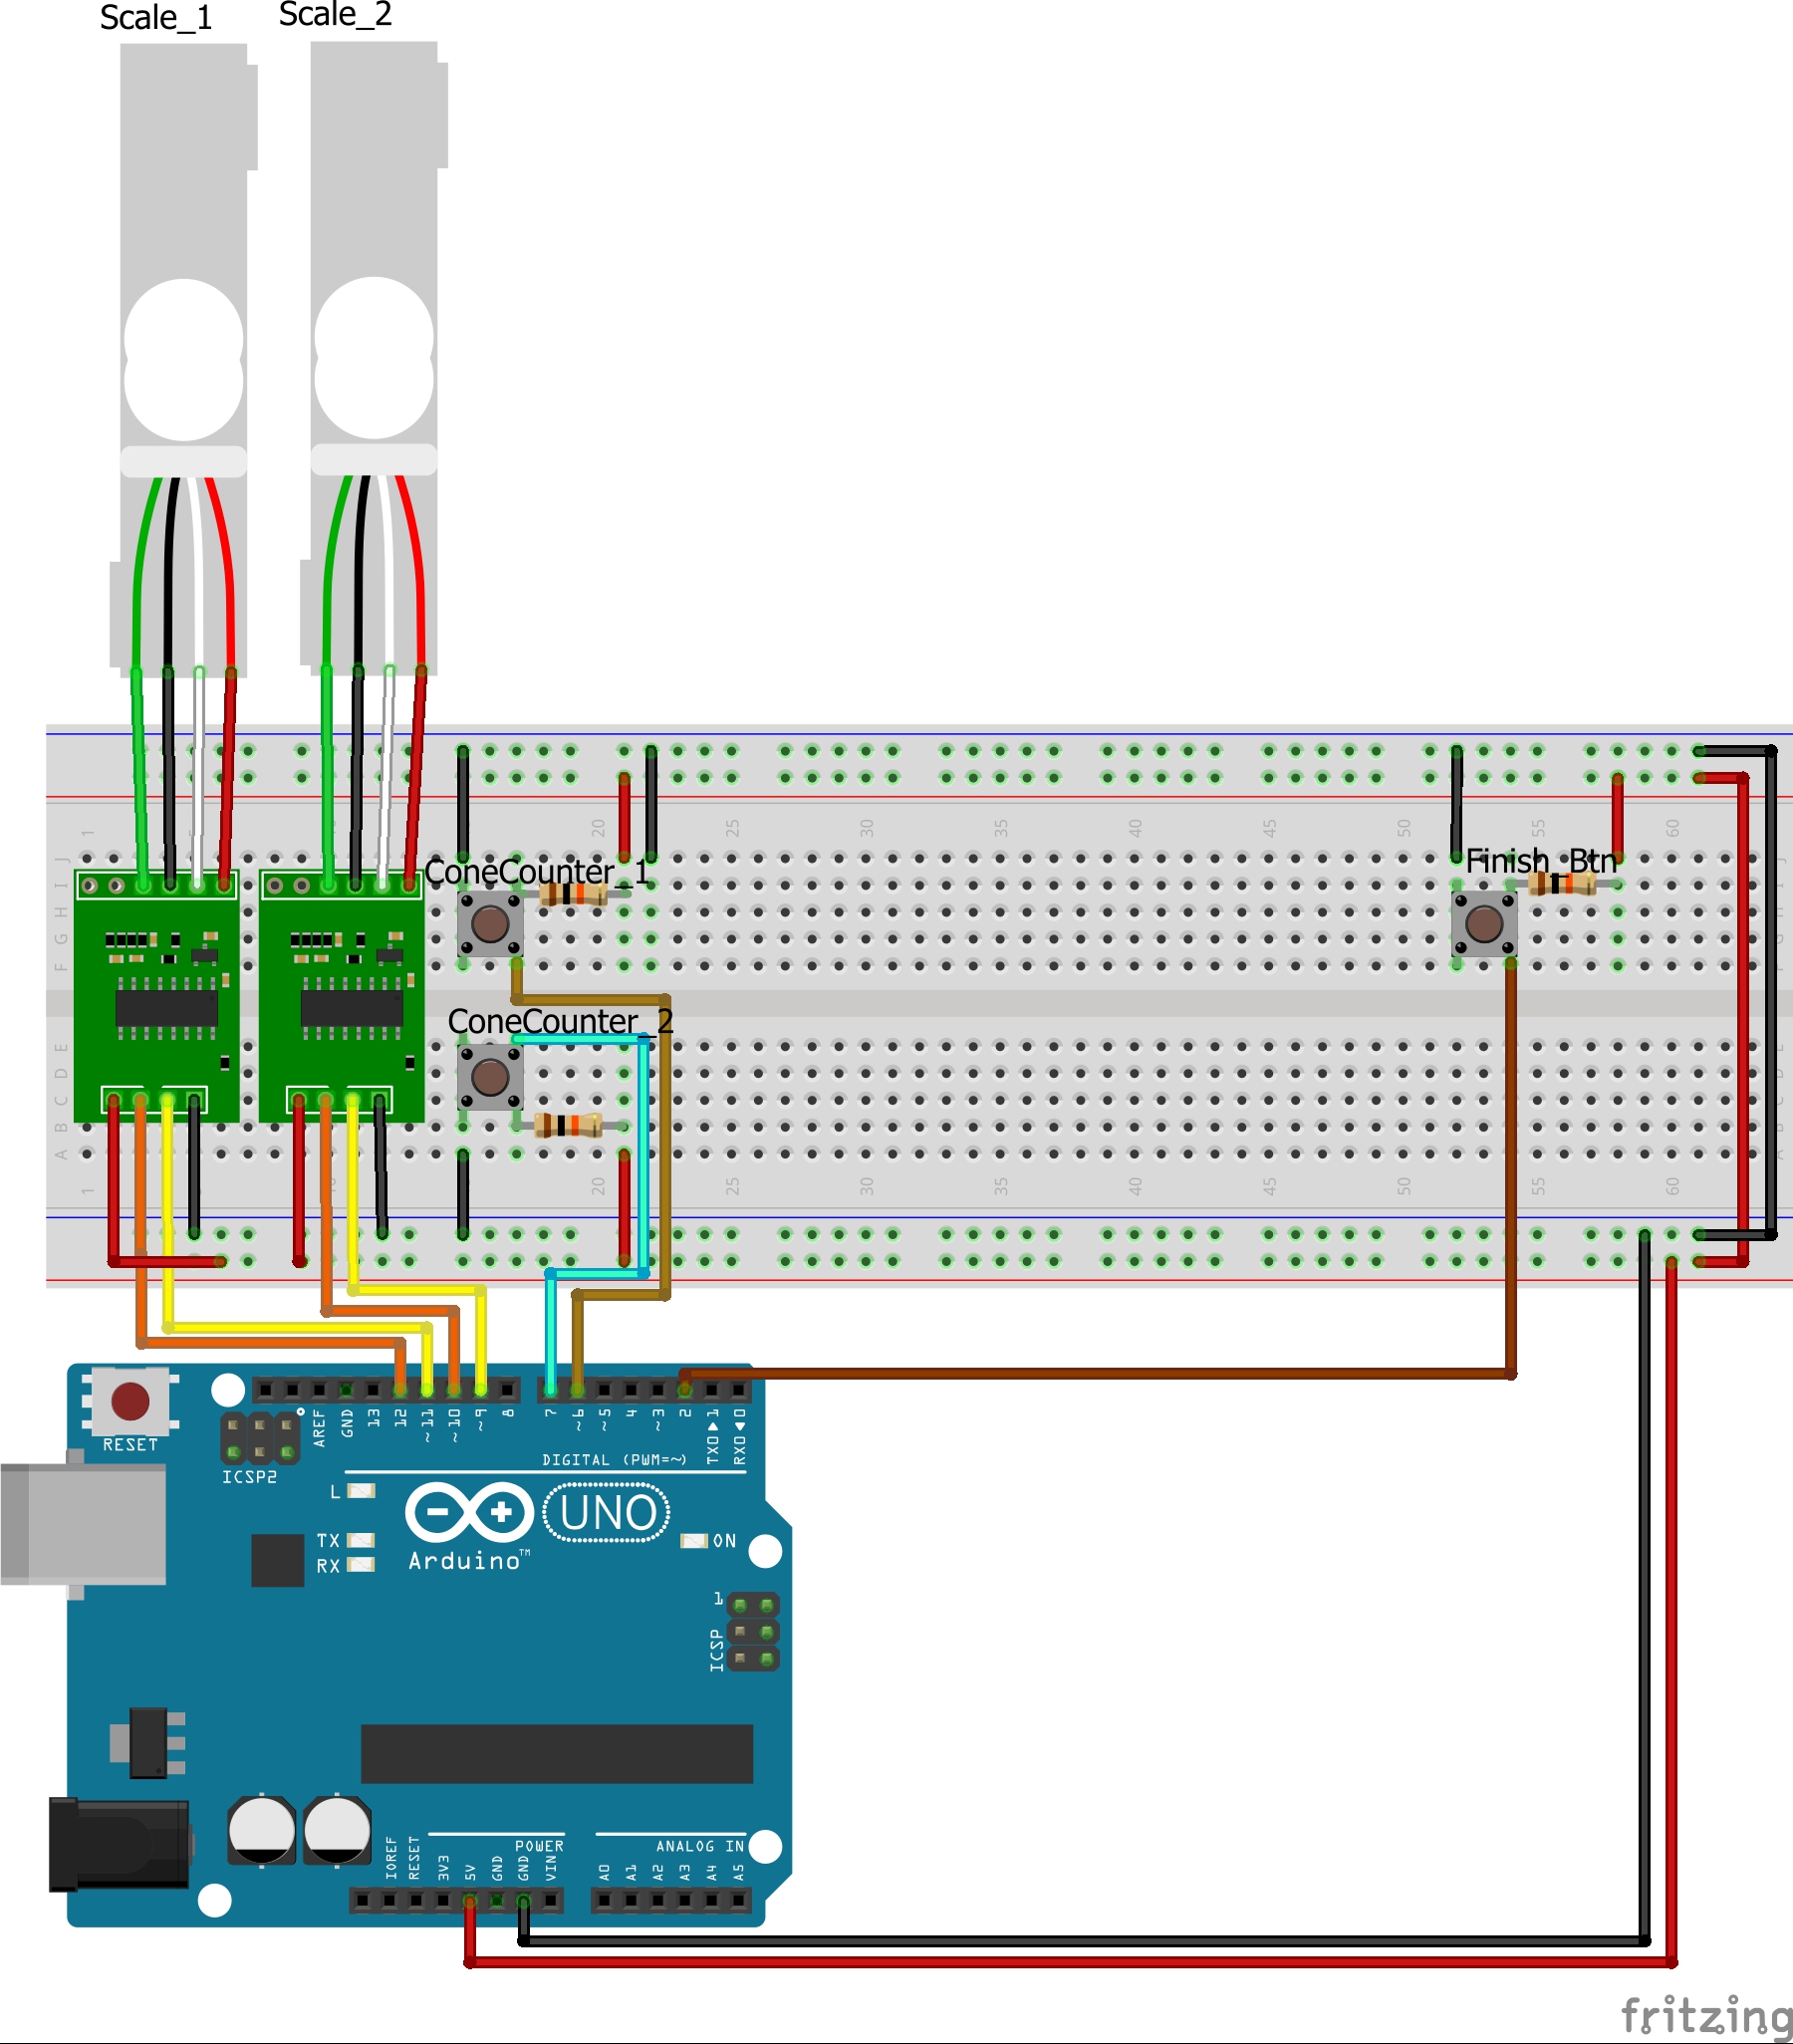 Scale_1 Scale_2
1 20 25 30 35 40 45 50 55 60
J J
ConeCounter_1 Finish_Btn
I
H
G G
F F
ConeCounter_2
E E
D D
C C
B B
A A
1 20 25 30 35 40 45 50 55 60
RESET
ICSP2
AREF GND 13 12 ~11 ~10 ~9 8 7 ~6 ~5 4 ~3 2 TX0▶1 RX0◀0
DIGITAL (PWM=~)
L
TX
RX
UNO
Arduino™
ON
1
ICSP
POWER ANALOG IN
IOREF RESET 3V3 5V GND GND VIN A0 A1 A2 A3 A4 A5
fritzing